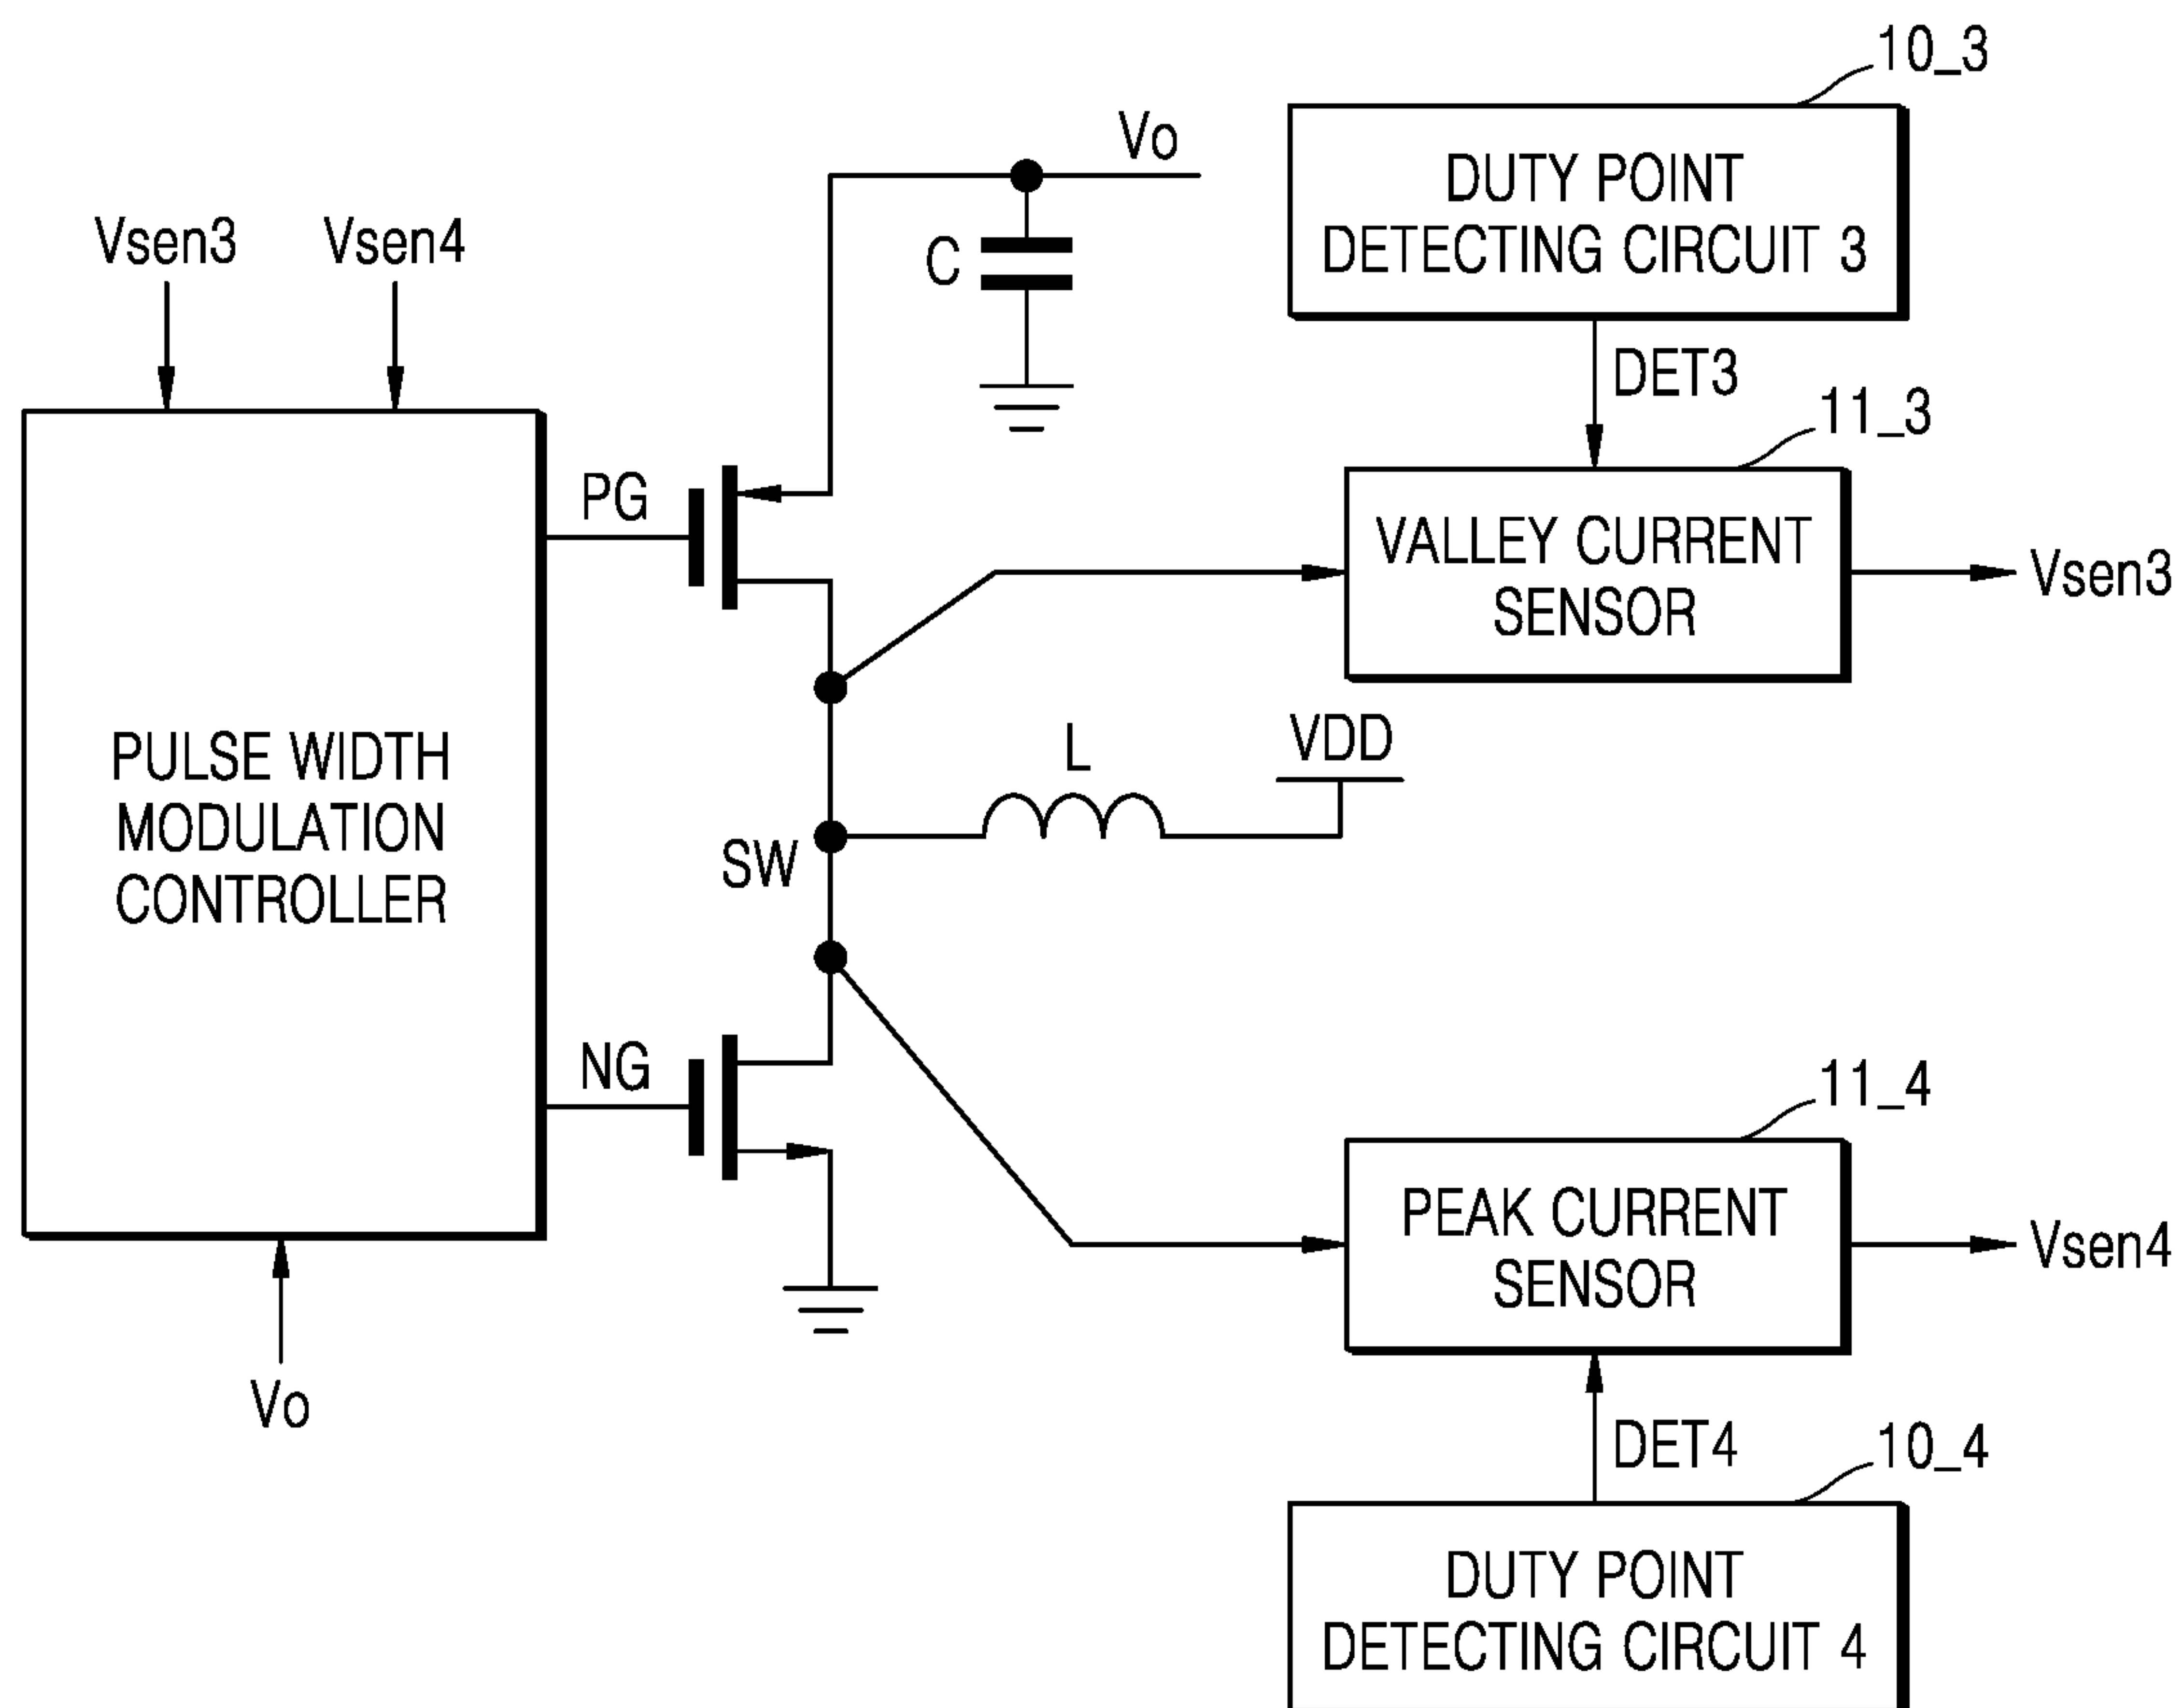 10_3
Vo
DUTY POINT
DETECTING CIRCUIT 3
Vsen3
Vsen4
C
DET3
11_3
PG
VALLEY CURRENT
SENSOR
Vsen3
L
VDD
PULSE WIDTH
MODULATION
CONTROLLER
SW
NG
11_4
PEAK CURRENT
SENSOR
Vsen4
Vo
DET4
10_4
DUTY POINT
DETECTING CIRCUIT 4